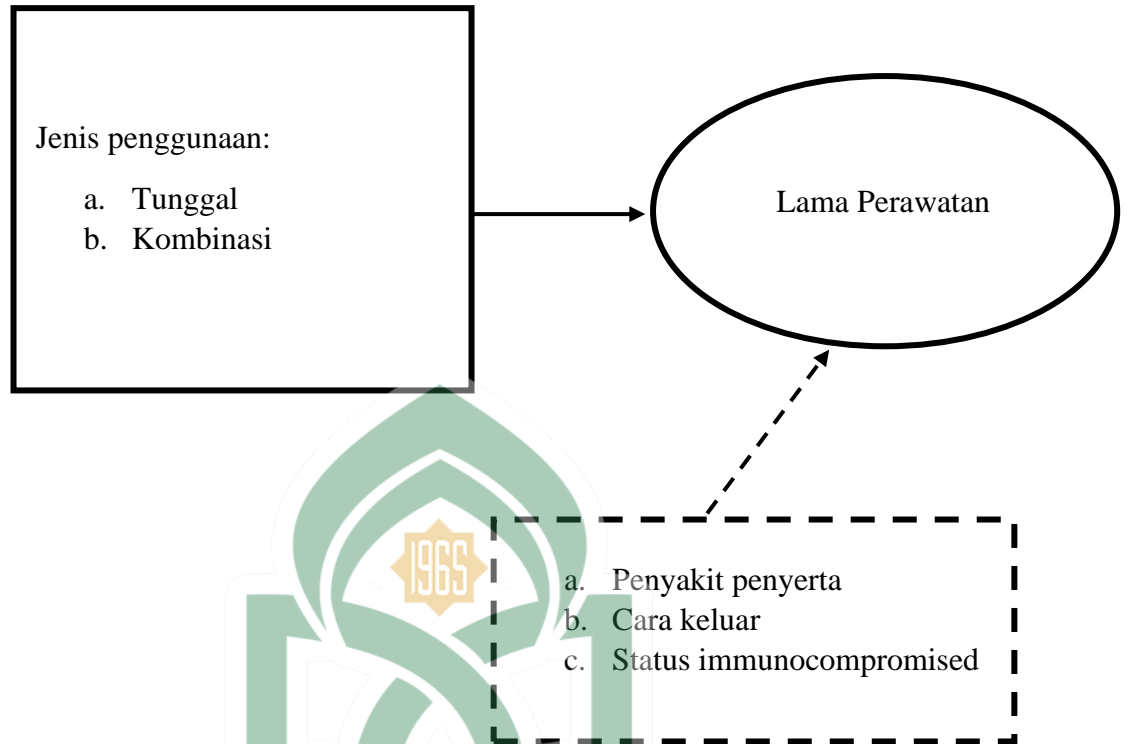 Jenis penggunaan:
a. Tunggal
b. Kombinasi
Lama Perawatan
1965
a. Penyakit penyerta
b. Cara keluar
c. Status immunocompromised